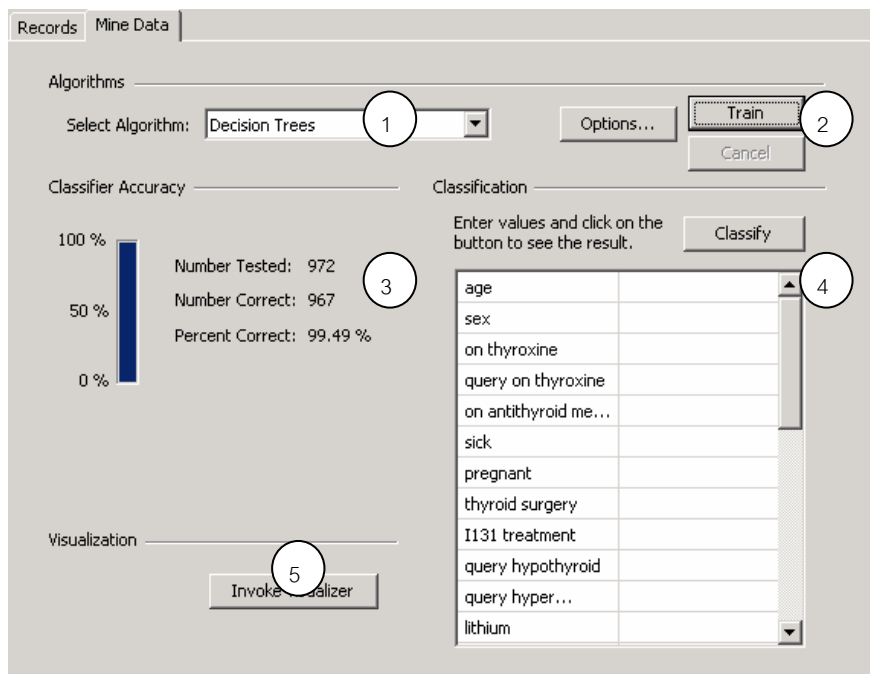 Records Mine Data
Algorithms
Select Algorithm: Decision Trees 1 Options... Train 2
Cancel
Classifier Accuracy
100 %
50 %
0 %
Number Tested: 972
Number Correct: 967
Percent Correct: 99.49 %
3
Classification
Enter values and click on the
button to see the result.
Classify
4
age
sex
on thyroxine
query on thyroxine
on antithyroid me...
sick
pregnant
thyroid surgery
I131 treatment
query hypothyroid
query hyper...
lithium
Visualization
5
Invoke